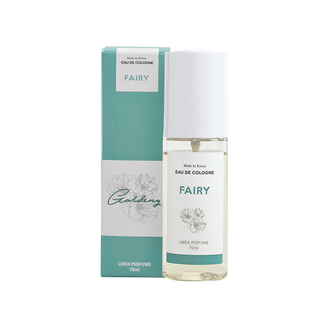 Made in Korea
EAU DE COLOGNE
FAIRY
Gardeny
LINEN PERFUME
70ml
Made in Korea
EAU DE COLOGNE
FAIRY
LINEN PERFUME
70ml